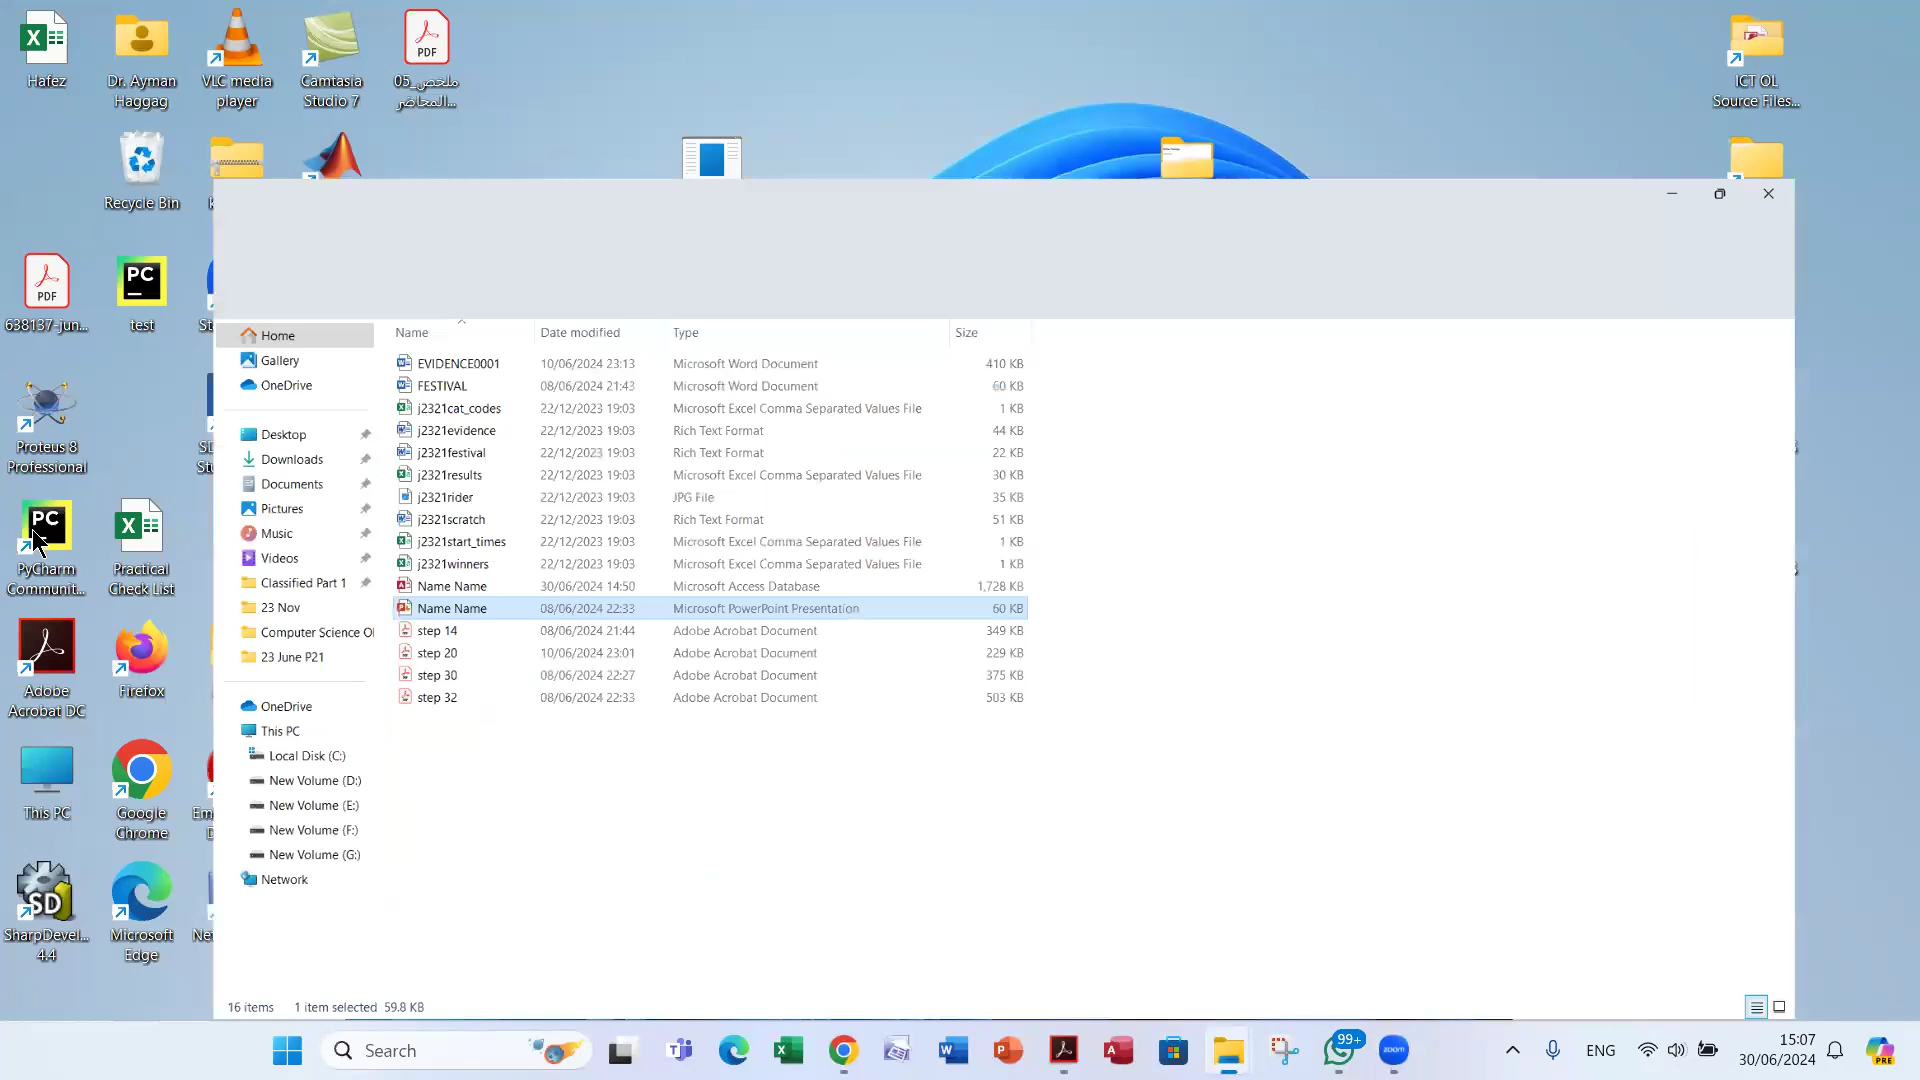 Hafez
Dr. Ayman
Haggag
VLC media
player
Camtasia
Studio 7
PDF
ملخص_05
المحاضر...
ICT OL
Source Files...
Recycle Bin
PDF
638137-jun...
PC
test
Proteus 8
Professional
PC
PyCharm
Communit...
Practical
Check List
Adobe
Acrobat DC
Firefox
This PC
Google
Chrome
SD
SharpDevel...
4.4
Microsoft
Edge
Home
Gallery
OneDrive
Desktop
Downloads
Documents
Pictures
Music
Videos
Classified Part 1
23 Nov
Computer Science Ol
23 June P21
OneDrive
This PC
Local Disk (C:)
New Volume (D:)
New Volume (E:)
New Volume (F:)
New Volume (G:)
Network
Name Date modified Type Size
EVIDENCE0001 10/06/2024 23:13 Microsoft Word Document 410 KB
FESTIVAL 08/06/2024 21:43 Microsoft Word Document 60 KB
j2321cat_codes 22/12/2023 19:03 Microsoft Excel Comma Separated Values File 1 KB
j2321evidence 22/12/2023 19:03 Rich Text Format 44 KB
j2321festival 22/12/2023 19:03 Rich Text Format 22 KB
j2321results 22/12/2023 19:03 Microsoft Excel Comma Separated Values File 30 KB
j2321rider 22/12/2023 19:03 JPG File 35 KB
j2321scratch 22/12/2023 19:03 Rich Text Format 51 KB
j2321start_times 22/12/2023 19:03 Microsoft Excel Comma Separated Values File 1 KB
j2321winners 22/12/2023 19:03 Microsoft Excel Comma Separated Values File 1 KB
Name Name 30/06/2024 14:50 Microsoft Access Database 1,728 KB
Name Name 08/06/2024 22:33 Microsoft PowerPoint Presentation 60 KB
step 14 08/06/2024 21:44 Adobe Acrobat Document 349 KB
step 20 10/06/2024 23:01 Adobe Acrobat Document 229 KB
step 30 08/06/2024 22:27 Adobe Acrobat Document 375 KB
step 32 08/06/2024 22:33 Adobe Acrobat Document 503 KB
16 items 1 item selected 59.8 KB
Search
99+
zoom
ENG
15:07
30/06/2024
PRE